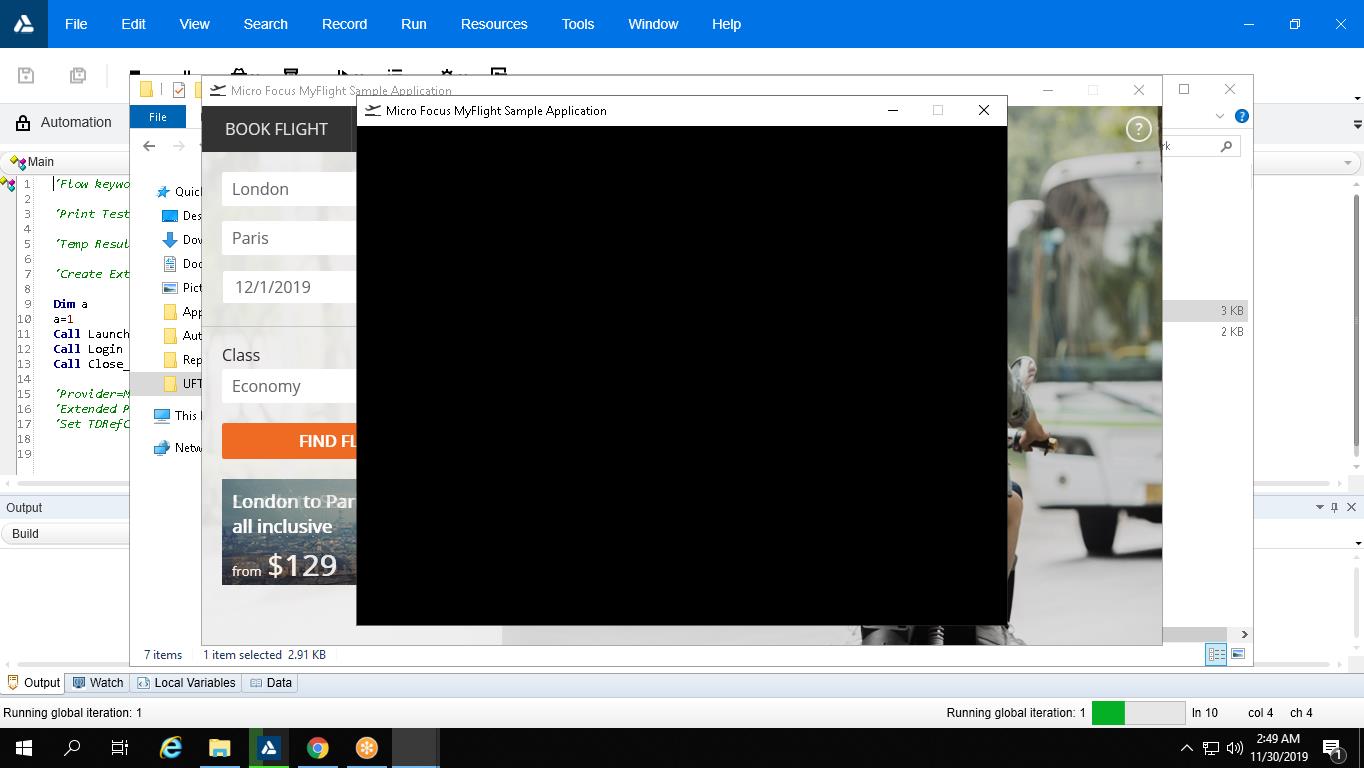 File Edit View Search Record Run Resources Tools Window Help
Micro Focus MyFlight Sample Application
Micro Focus MyFlight Sample Application
File
BOOK FLIGHT
?
?
Automation
Main
London
Paris
12/1/2019
Class
Economy
FIND FL
London to Par
all inclusive
from $129
1 'Flow keywo
2
3 'Print Test
4
5 'Temp Resul
6
7 'Create Ext
8
9 Dim a
10 a=1
11 Call Launch
12 Call Login
13 Call Close_
14
15 'Provider=M
16 'Extended P
17 'Set TDRefC
18
19
Quick
Des
Dov
Doc
Pict
App
Aut
Rep
UFT
This
Netw
rk
3 KB
2 KB
7 items 1 item selected 2.91 KB
Output
Build
Output Watch Local Variables Data
Running global iteration: 1
Running global iteration: 1 ln 10 col 4 ch 4
2:49 AM
11/30/2019
1